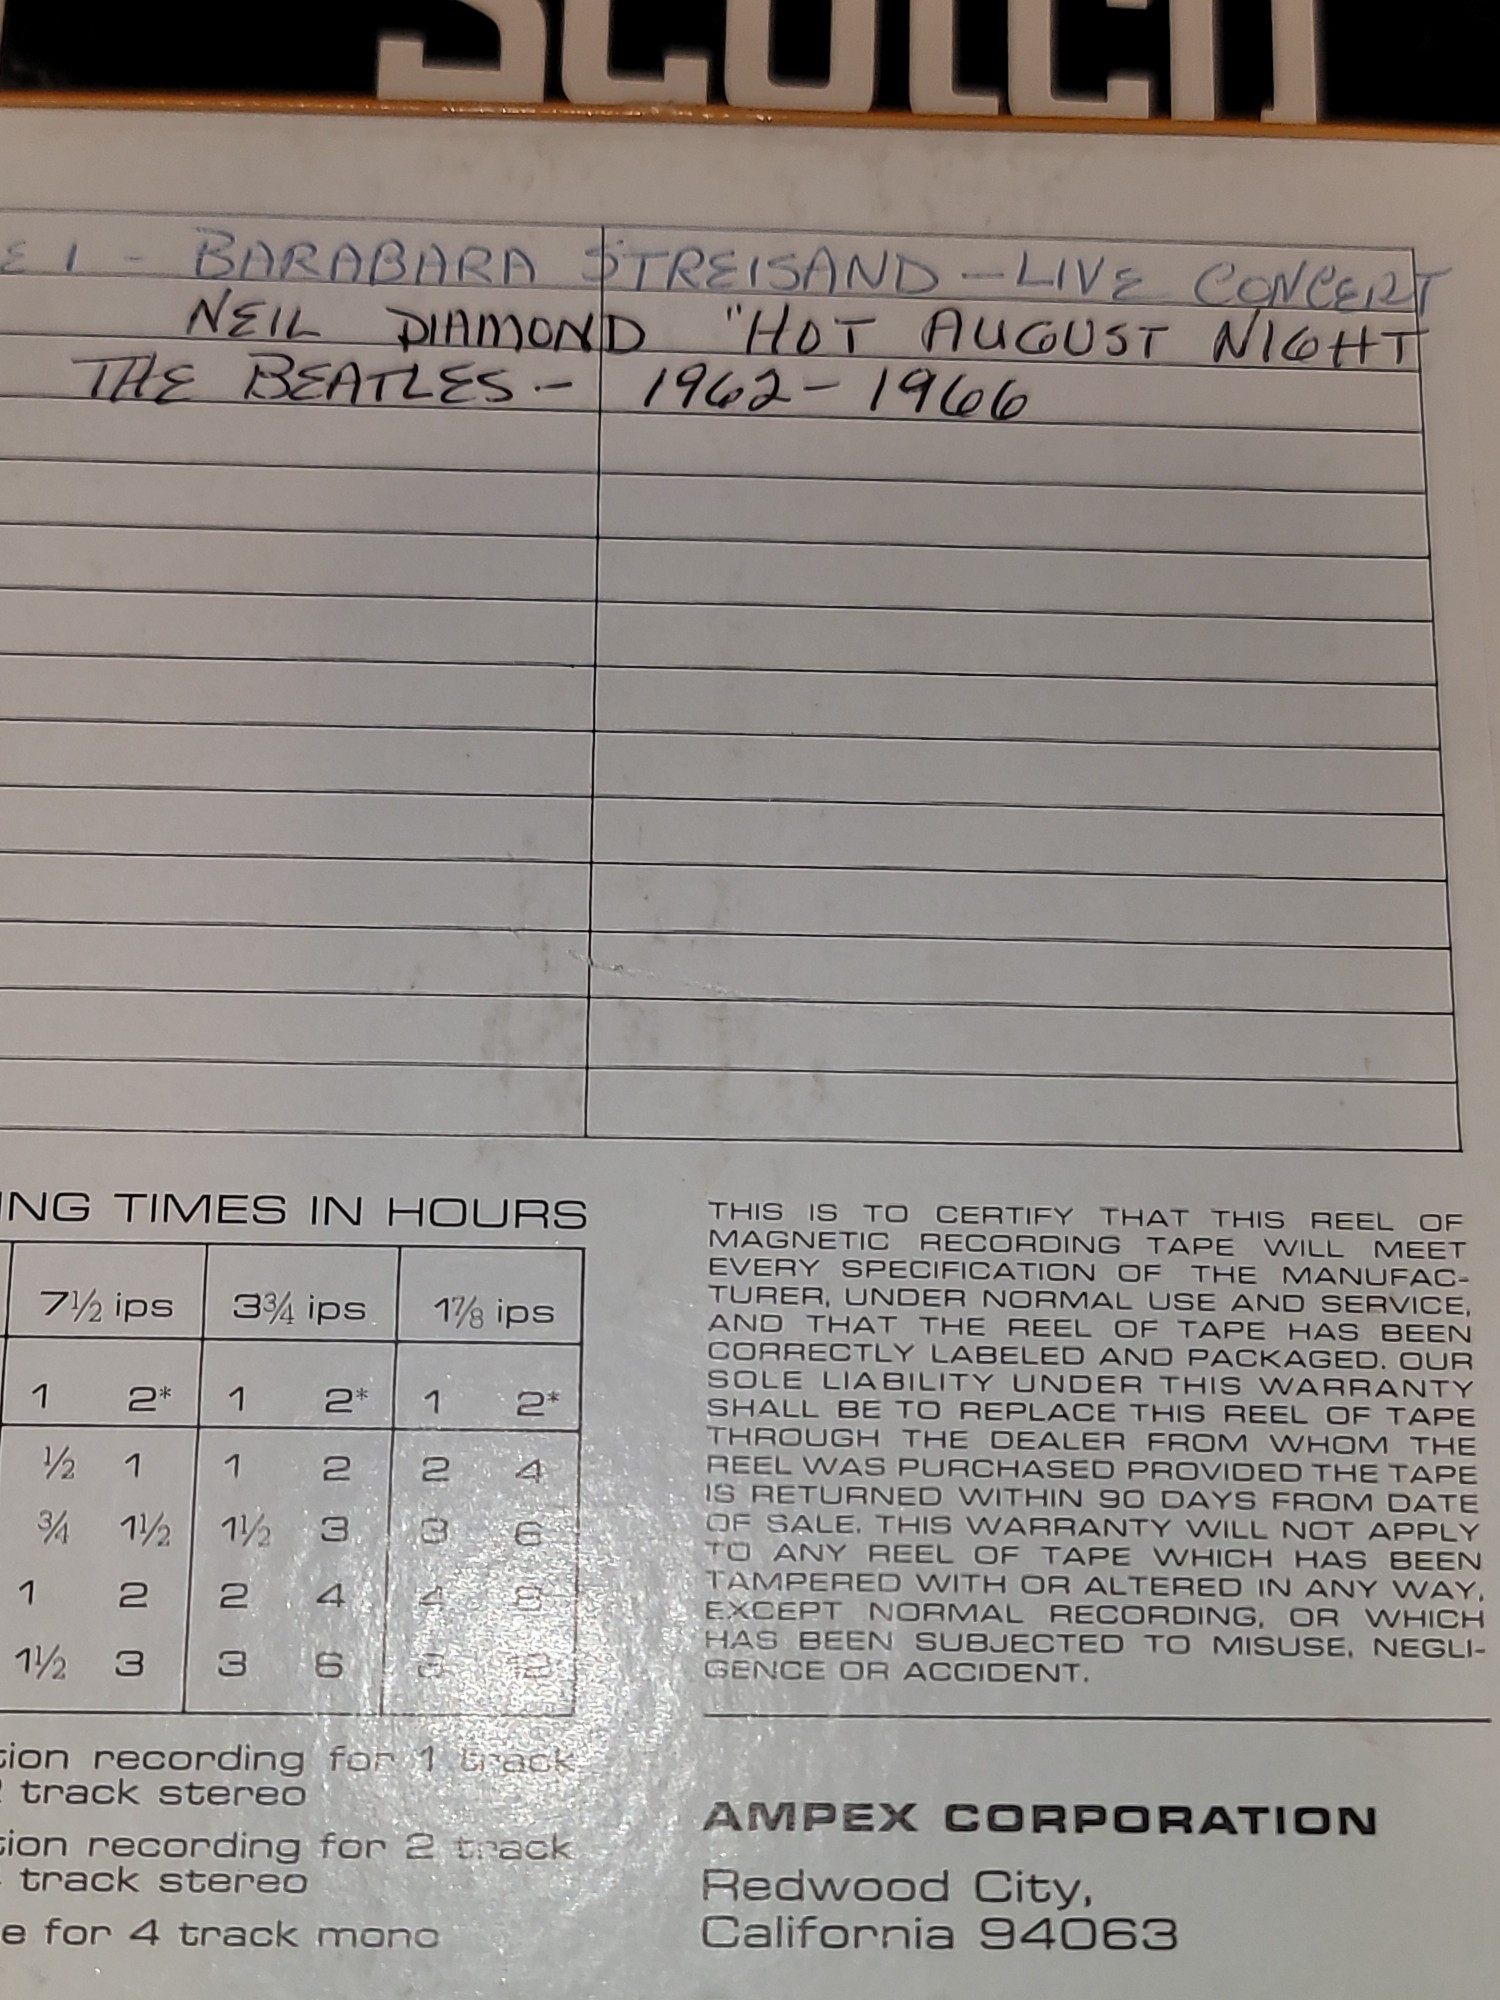 SCOTCH
E 1 - BARABARA STREISAND - LIVE CONCERT
NEIL DIAMOND "HOT AUGUST NIGHT
THE BEATLES - 1962 - 1966
ING TIMES IN HOURS
7½ ips 3¾ ips 1⅞ ips
1 2* 1 2* 1 2*
½ 1 1 2 2 4
¾ 1½ 1½ 3 3 6
1 2 2 4 4 8
1½ 3 3 6 12
tion recording for 1 track
2 track stereo
tion recording for 2 track
track stereo
e for 4 track mono
THIS IS TO CERTIFY THAT THIS REEL OF
MAGNETIC RECORDING TAPE WILL MEET
EVERY SPECIFICATION OF THE MANUFAC-
TURER, UNDER NORMAL USE AND SERVICE,
AND THAT THE REEL OF TAPE HAS BEEN
CORRECTLY LABELED AND PACKAGED. OUR
SOLE LIABILITY UNDER THIS WARRANTY
SHALL BE TO REPLACE THIS REEL OF TAPE
THROUGH THE DEALER FROM WHOM THE
REEL WAS PURCHASED PROVIDED THE TAPE
IS RETURNED WITHIN 90 DAYS FROM DATE
OF SALE. THIS WARRANTY WILL NOT APPLY
TO ANY REEL OF TAPE WHICH HAS BEEN
TAMPERED WITH OR ALTERED IN ANY WAY,
EXCEPT NORMAL RECORDING, OR WHICH
HAS BEEN SUBJECTED TO MISUSE, NEGLI-
GENCE OR ACCIDENT.
AMPEX CORPORATION
Redwood City,
California 94063